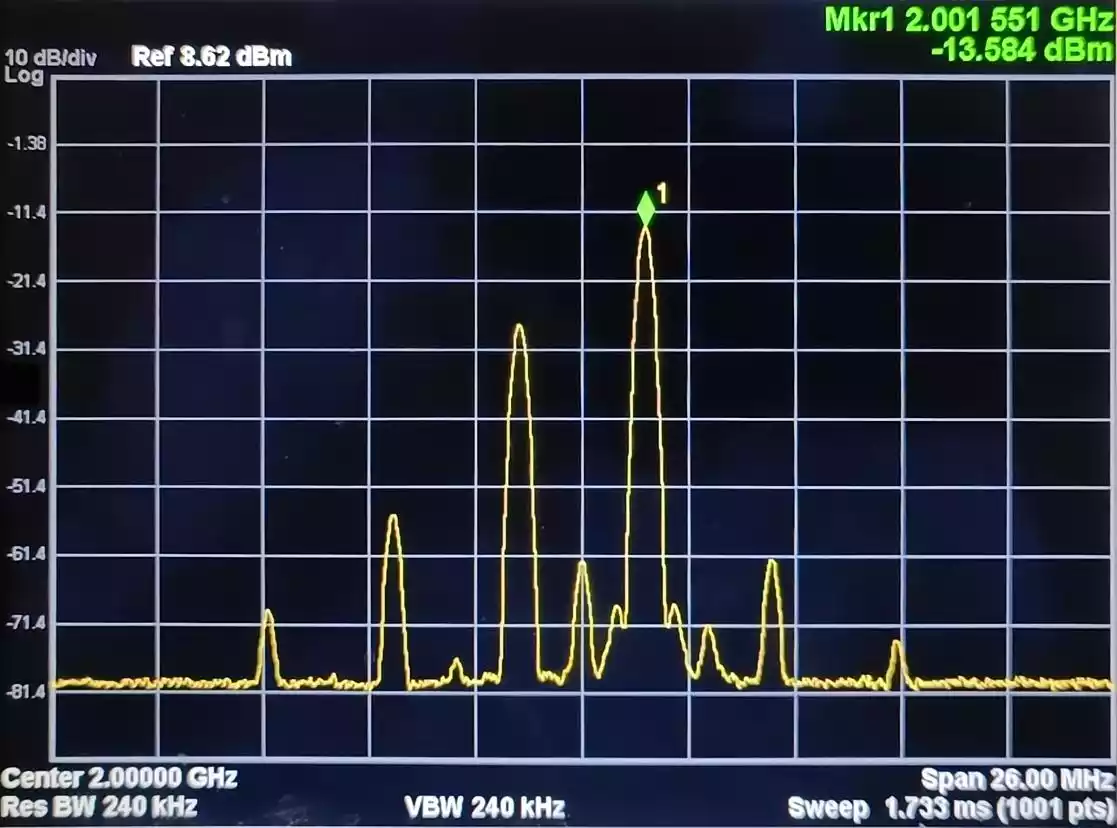 Mkr1 2.001 551 GHz
-13.584 dBm
10 dB/div
Ref 8.62 dBm
Log
-1.38
-11.4
1
-21.4
-31.4
-41.4
-51.4
-61.4
-71.4
-81.4
Center 2.00000 GHz
Span 26.00 MHz
Res BW 240 kHz
VBW 240 kHz
Sweep 1.733 ms (1001 pts)